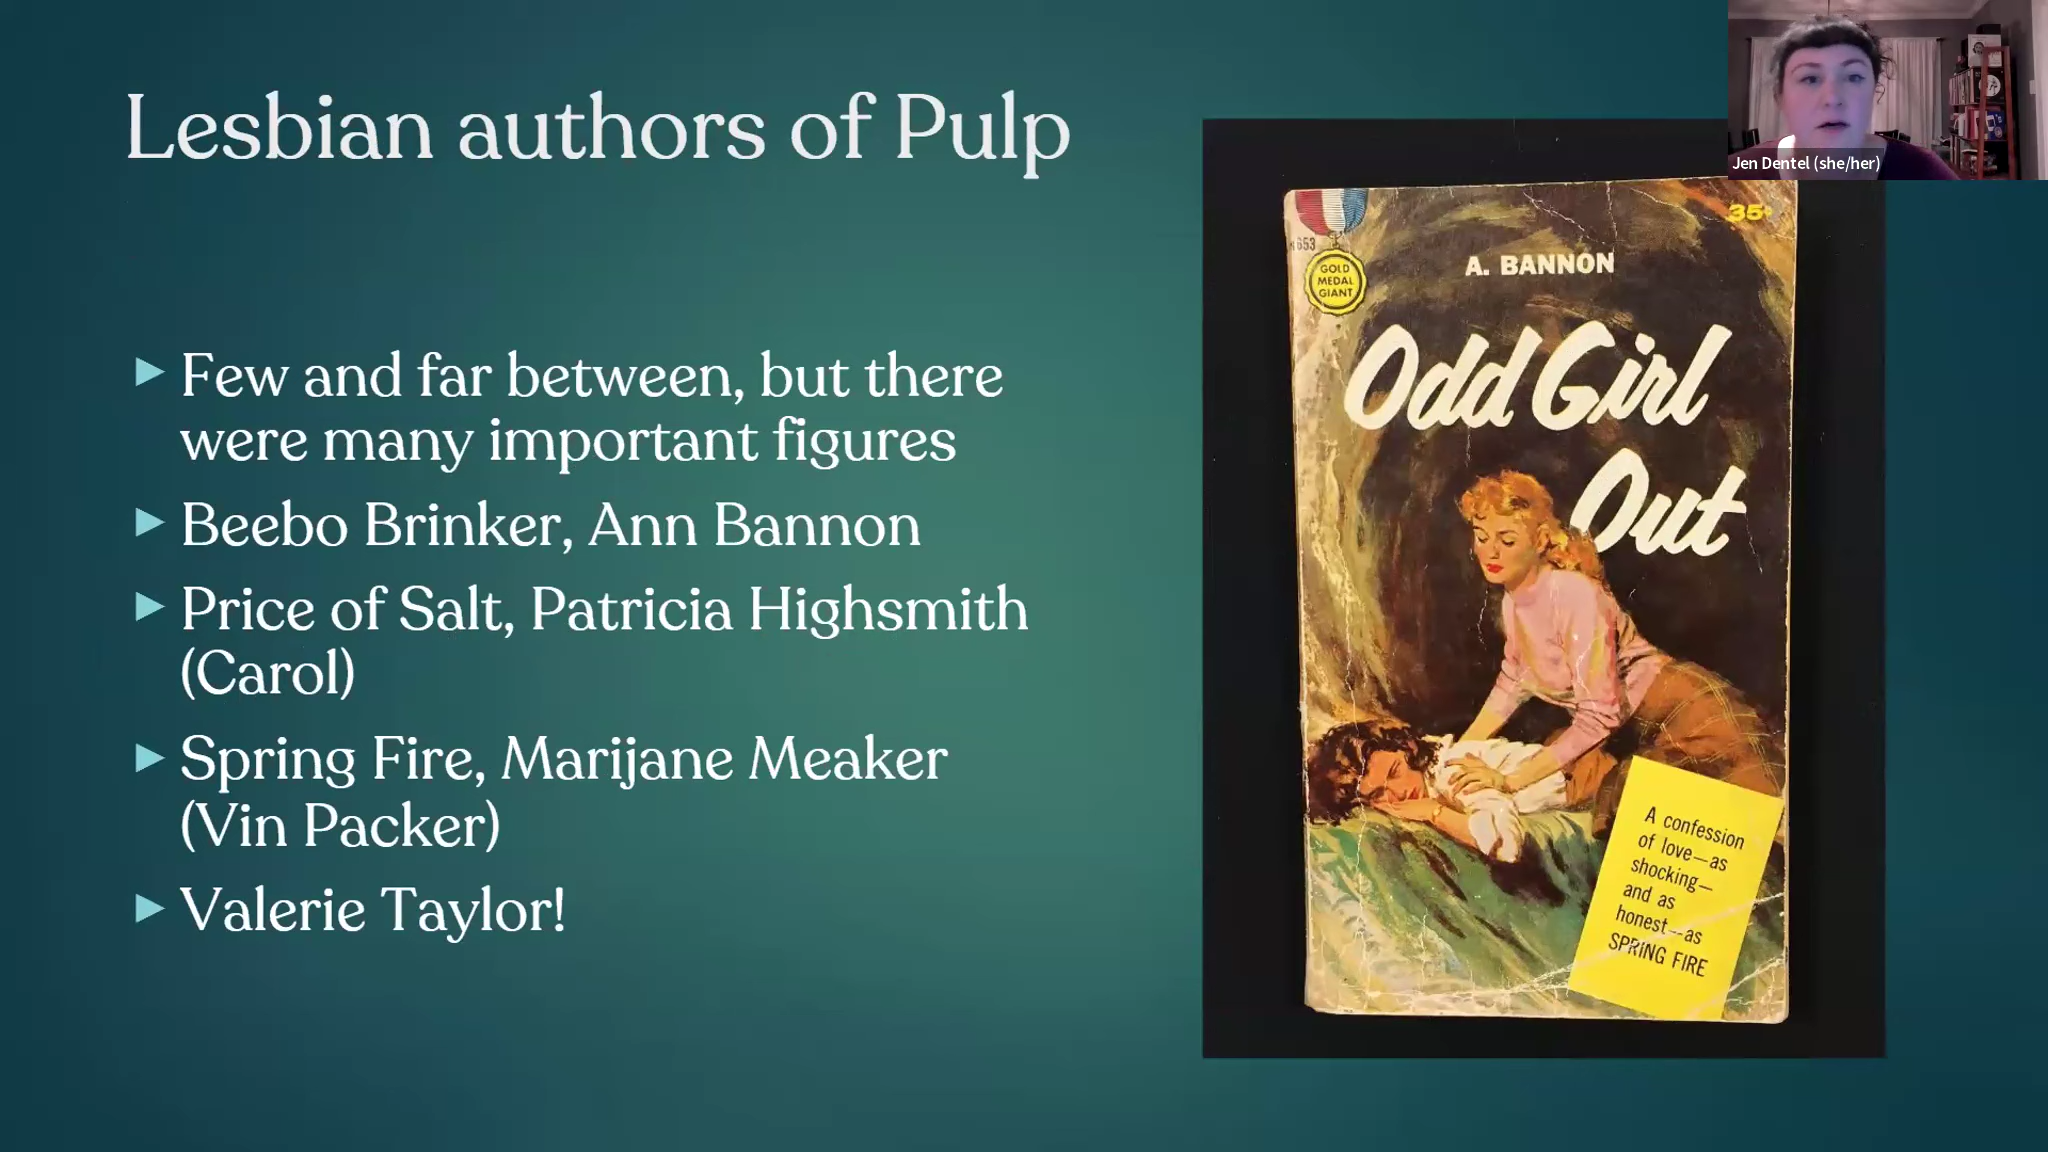 Lesbian authors of Pulp
Few and far between, but there
were many important figures
Beebo Brinker, Ann Bannon
Price of Salt, Patricia Highsmith
(Carol)
Spring Fire, Marijane Meaker
(Vin Packer)
Valerie Taylor!
Jen Dentel (she/her)
35¢
653
GOLD
MEDAL
GIANT
A. BANNON
Odd Girl
Out
A confession
of love—as
shocking—
and as
honest—as
SPRING FIRE